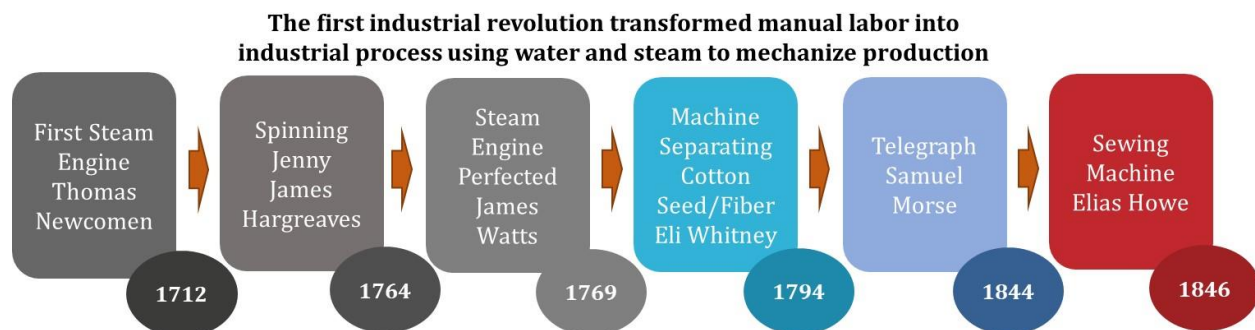 The first industrial revolution transformed manual labor into
industrial process using water and steam to mechanize production
First Steam
Engine
Thomas
Newcomen
1712
Spinning
Jenny
James
Hargreaves
1764
Steam
Engine
Perfected
James
Watts
1769
Machine
Separating
Cotton
Seed/Fiber
Eli Whitney
1794
Telegraph
Samuel
Morse
1844
Sewing
Machine
Elias Howe
1846